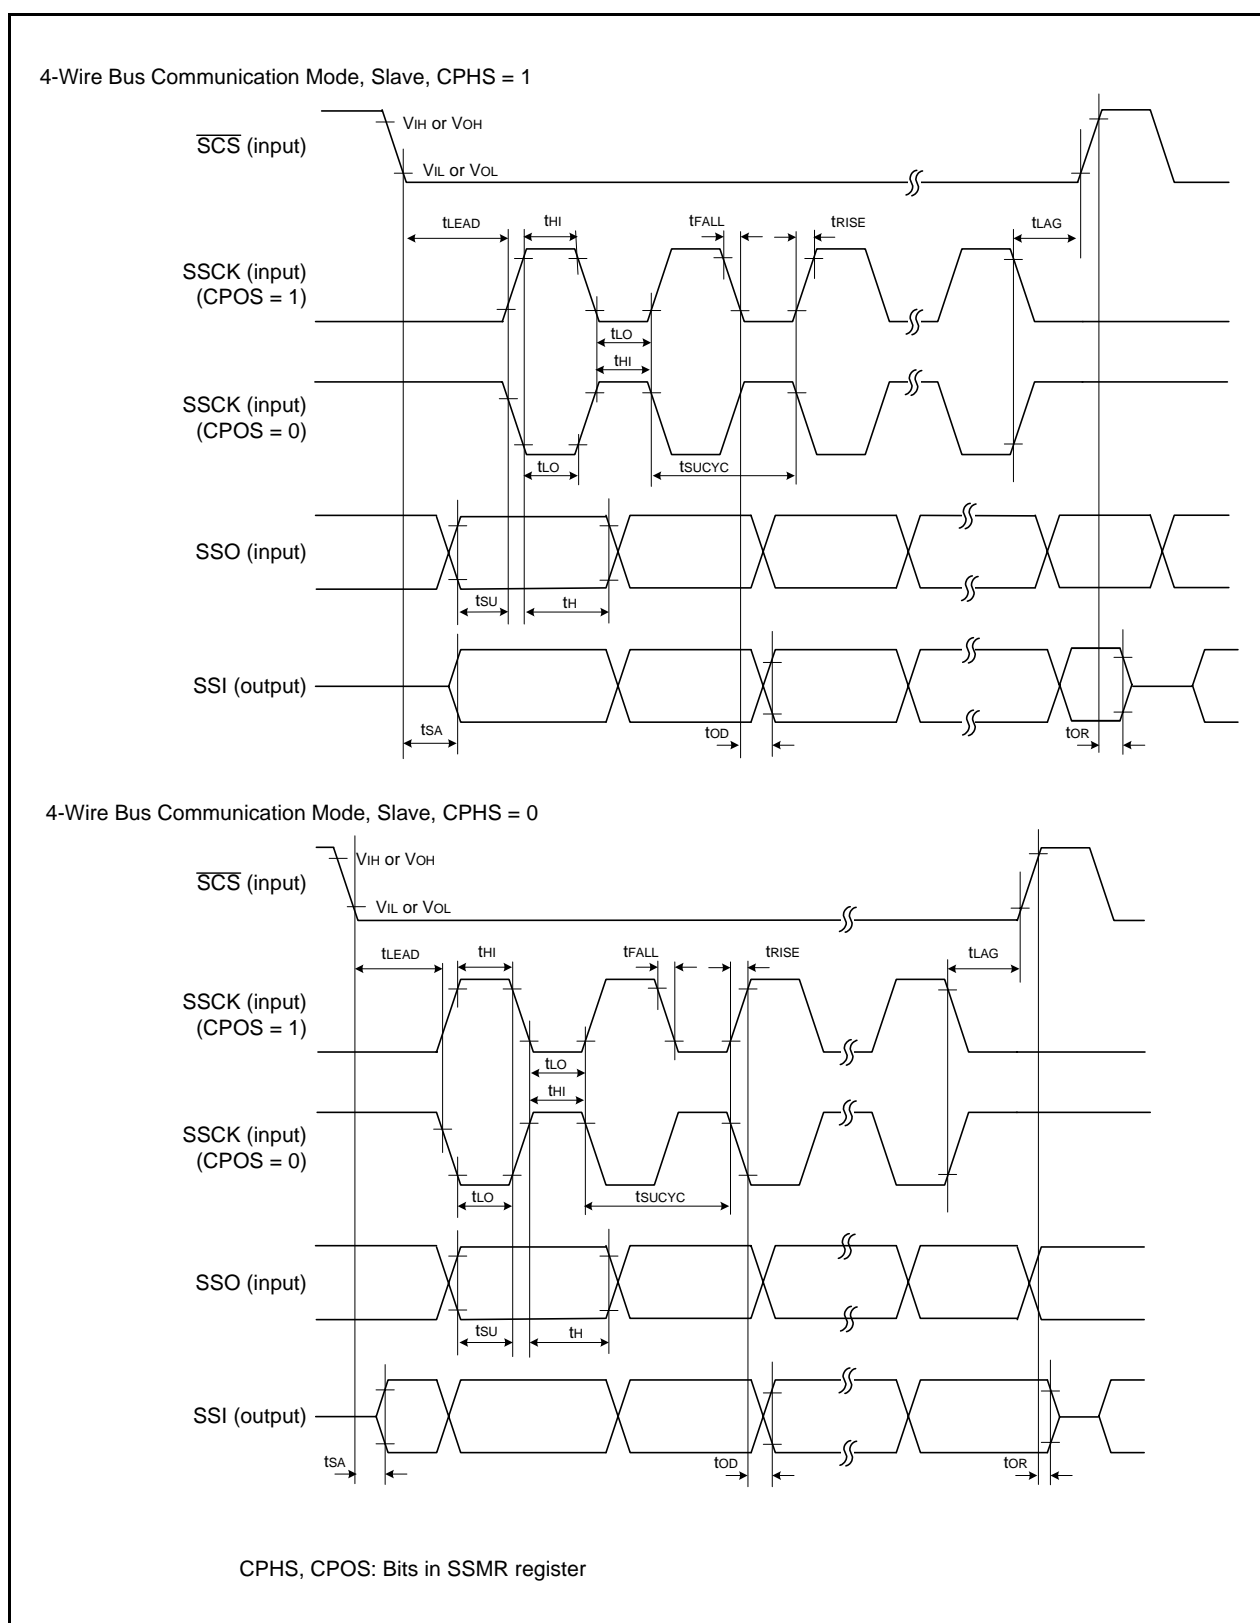 4-Wire Bus Communication Mode, Slave, CPHS = 1
SCS (input)
VIH or VOH
VIL or VOL
tLEAD
tHI
tFALL
tRISE
tLAG
SSCK (input)
(CPOS = 1)
tLO
tHI
SSCK (input)
(CPOS = 0)
tLO
tSUCYC
SSO (input)
tSU
tH
SSI (output)
tSA
tOD
tOR
4-Wire Bus Communication Mode, Slave, CPHS = 0
SCS (input)
VIH or VOH
VIL or VOL
tLEAD
tHI
tFALL
tRISE
tLAG
SSCK (input)
(CPOS = 1)
tLO
tHI
SSCK (input)
(CPOS = 0)
tLO
tSUCYC
SSO (input)
tSU
tH
SSI (output)
tSA
tOD
tOR
CPHS, CPOS: Bits in SSMR register